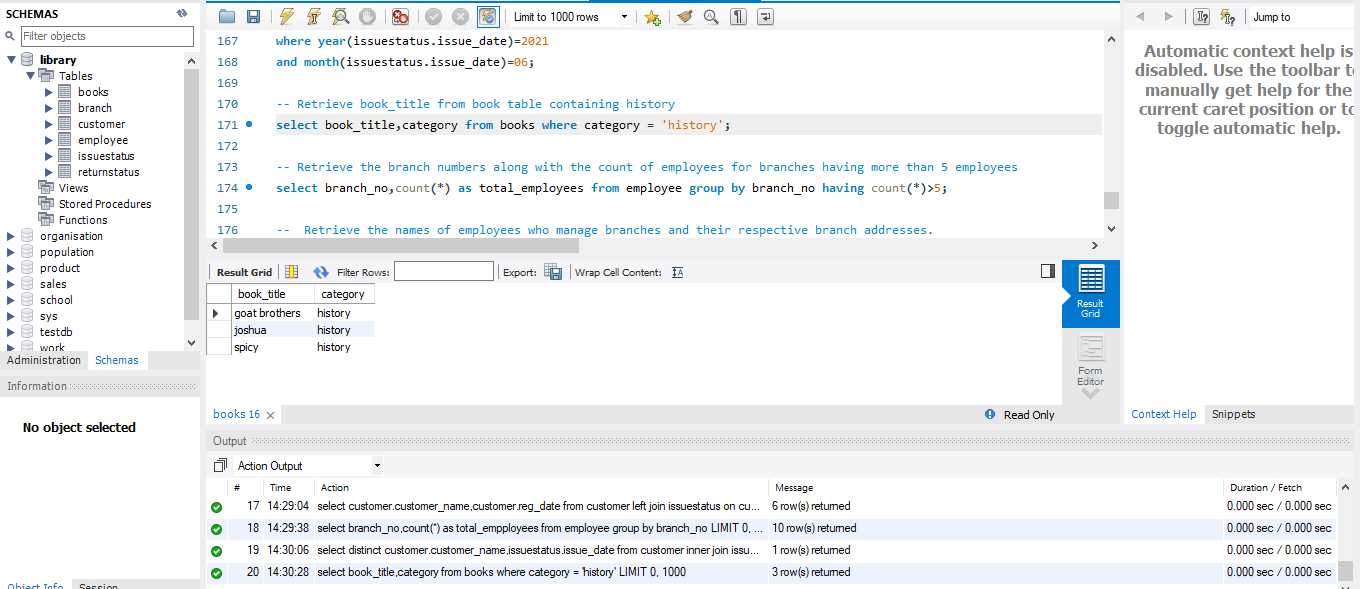 SCHEMAS
Filter objects
library
Tables
books
branch
customer
employee
issuestatus
returnstatus
Views
Stored Procedures
Functions
organisation
population
product
sales
school
sys
testdb
work
Administration Schemas
Information
No object selected
Object Info Session
Limit to 1000 rows
167 where year(issuestatus.issue_date)=2021
168 and month(issuestatus.issue_date)=06;
169
170 -- Retrieve book_title from book table containing history
171 select book_title,category from books where category = 'history';
172
173 -- Retrieve the branch numbers along with the count of employees for branches having more than 5 employees
174 select branch_no,count(*) as total_employees from employee group by branch_no having count(*)>5;
175
176 -- Retrieve the names of employees who manage branches and their respective branch addresses.
Result Grid Filter Rows: Export: Wrap Cell Content:
book_title category
goat brothers history
joshua history
spicy history
Result
Grid
Form
Editor
books 16
Read Only
Output
Action Output
# Time Action Message Duration / Fetch
17 14:29:04 select customer.customer_name,customer.reg_date from customer left join issuestatus on cu... 6 row(s) returned 0.000 sec / 0.000 sec
18 14:29:38 select branch_no,count(*) as total_empployees from employee group by branch_no LIMIT 0, ... 10 row(s) returned 0.000 sec / 0.000 sec
19 14:30:06 select distinct customer.customer_name,issuestatus.issue_date from customer inner join issu... 1 row(s) returned 0.000 sec / 0.000 sec
20 14:30:28 select book_title,category from books where category = 'history' LIMIT 0, 1000 3 row(s) returned 0.000 sec / 0.000 sec
Jump to
Automatic context help is
disabled. Use the toolbar to
manually get help for the
current caret position or to
toggle automatic help.
Context Help Snippets